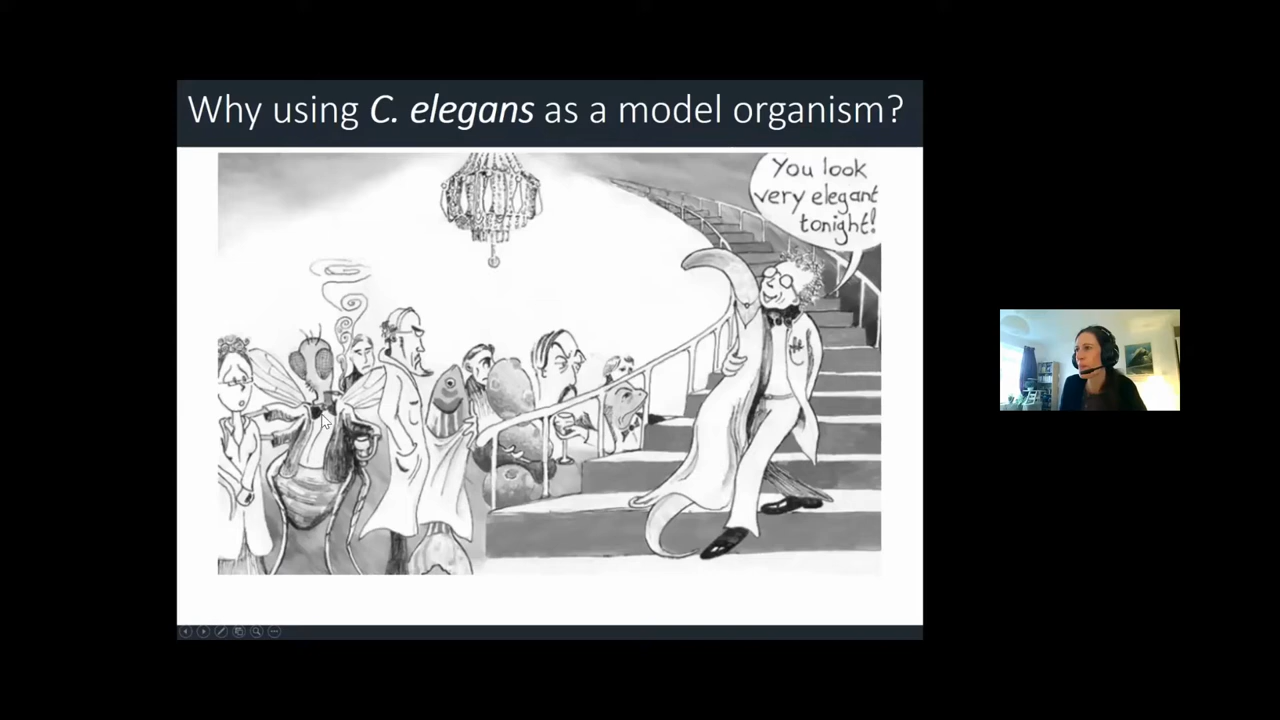 Why using C. elegans as a model organism?
You look
very elegant
tonight!